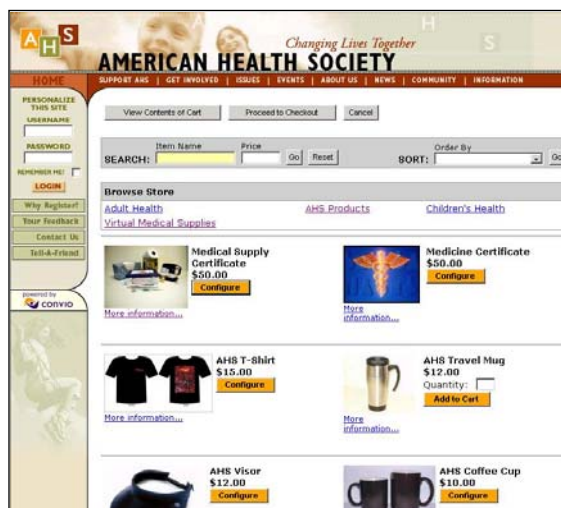 AHS
H
S
Changing Lives Together
AMERICAN HEALTH SOCIETY
HOME
SUPPORT AHS | GET INVOLVED | ISSUES | EVENTS | ABOUT US | NEWS | COMMUNITY | INFORMATION
PERSONALIZE
THIS SITE
USERNAME
PASSWORD
REMEMBER ME?
LOGIN
Why Register?
Your Feedback
Contact Us
Tell-A-Friend
powered by
convio
View Contents of Cart
Proceed to Checkout
Cancel
Item Name Price Order By
SEARCH: Go Reset SORT: Go
Browse Store
Adult Health AHS Products Children's Health
Virtual Medical Supplies
Medical Supply
Certificate
$50.00
Configure
More information...
Medicine Certificate
$50.00
Configure
More
information...
AHS T-Shirt
$15.00
Configure
More information...
AHS Travel Mug
$12.00
Quantity:
Add to Cart
More
information...
AHS Visor
$12.00
Configure
AHS Coffee Cup
$10.00
Configure